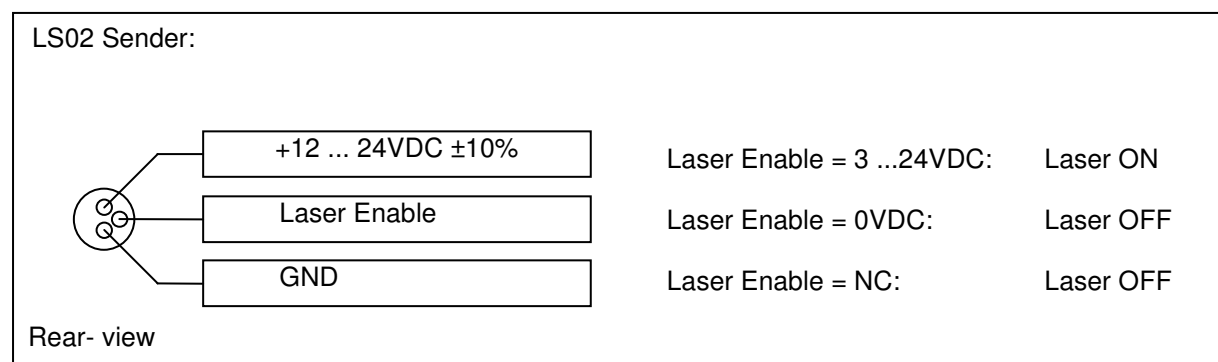 LS02 Sender:
+12 ... 24VDC ±10%
Laser Enable = 3 ...24VDC: Laser ON
Laser Enable
Laser Enable = 0VDC: Laser OFF
GND
Laser Enable = NC: Laser OFF
Rear- view